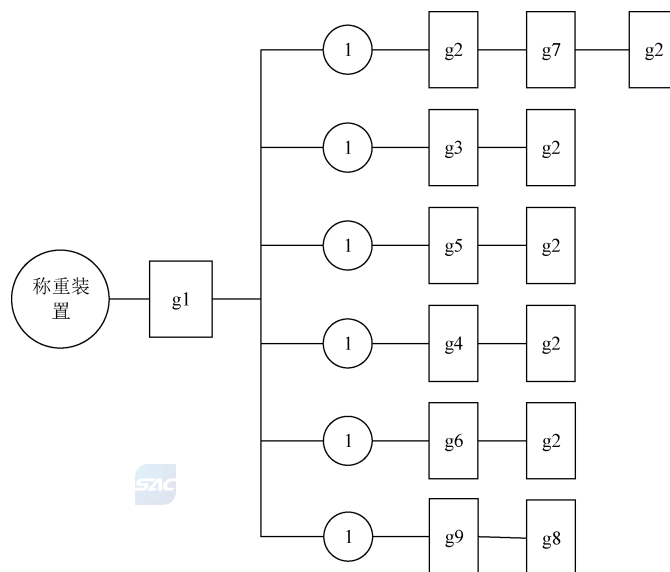 1 g2 g7 g2
1 g3 g2
1 g5 g2
称重装
置
g1
1 g4 g2
1 g6 g2
SAC
1 g9 g8